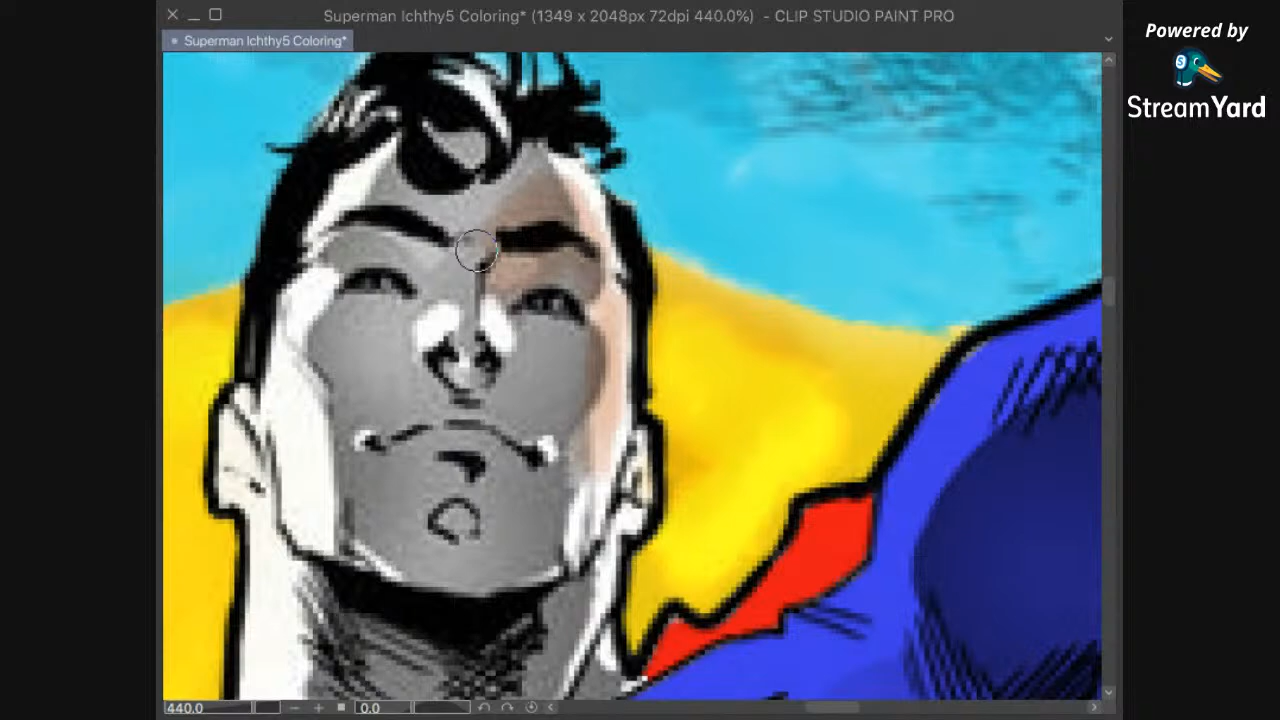 Superman Ichthy5 Coloring* (1349 x 2048px 72dpi 440.0%) - CLIP STUDIO PAINT PRO
Superman Ichthy5 Coloring*
Powered by
StreamYard
440.0
0.0